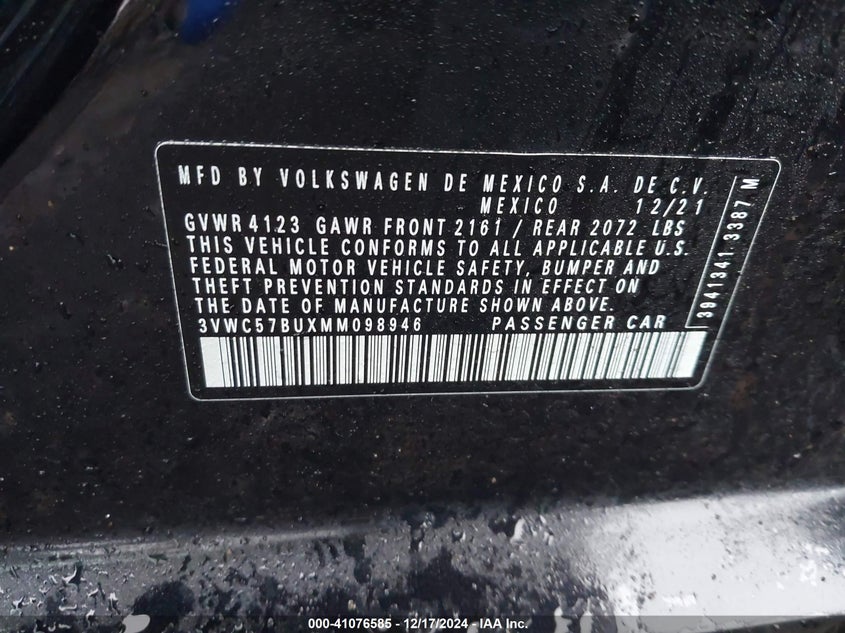 MFD BY VOLKSWAGEN DE MEXICO S.A. DE C.V.
MEXICO 12/21
GVWR 4123 GAWR FRONT 2161 / REAR 2072 LBS
THIS VEHICLE CONFORMS TO ALL APPLICABLE U.S.
FEDERAL MOTOR VEHICLE SAFETY, BUMPER AND
THEFT PREVENTION STANDARDS IN EFFECT ON
THE DATE OF MANUFACTURE SHOWN ABOVE.
3VWC57BUXMM098946 PASSENGER CAR
3941341 3387 M
000-41076585 - 12/17/2024 - IAA Inc.